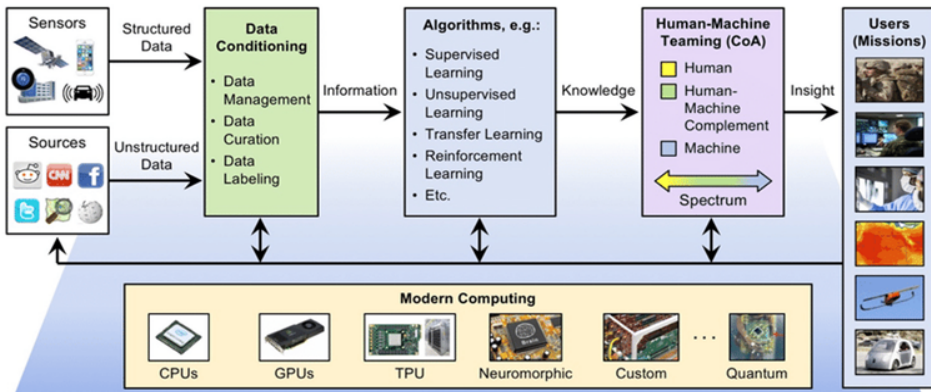 Sensors
Structured
Data
Sources
CNN
Unstructured
Data
Data
Conditioning
• Data
Management
• Data
Curation
• Data
Labeling
Information
Algorithms, e.g.:
• Supervised
Learning
• Unsupervised
Learning
• Transfer Learning
• Reinforcement
Learning
• Etc.
Knowledge
Human-Machine
Teaming (CoA)
Human
Human-
Machine
Complement
Machine
Spectrum
Insight
Users
(Missions)
Modern Computing
CPUs
GPUs
TPU
Brain
Neuromorphic
Custom
...
Quantum